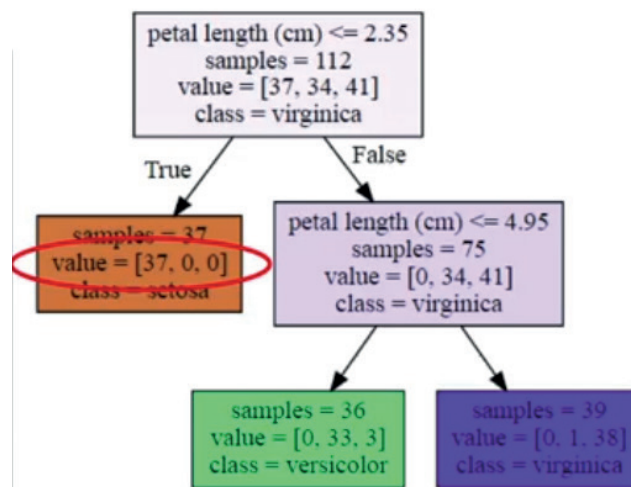 petal length (cm) <= 2.35
samples = 112
value = [37, 34, 41]
class = virginica
True
False
samples = 37
value = [37, 0, 0]
class = setosa
petal length (cm) <= 4.95
samples = 75
value = [0, 34, 41]
class = virginica
samples = 36
value = [0, 33, 3]
class = versicolor
samples = 39
value = [0, 1, 38]
class = virginica